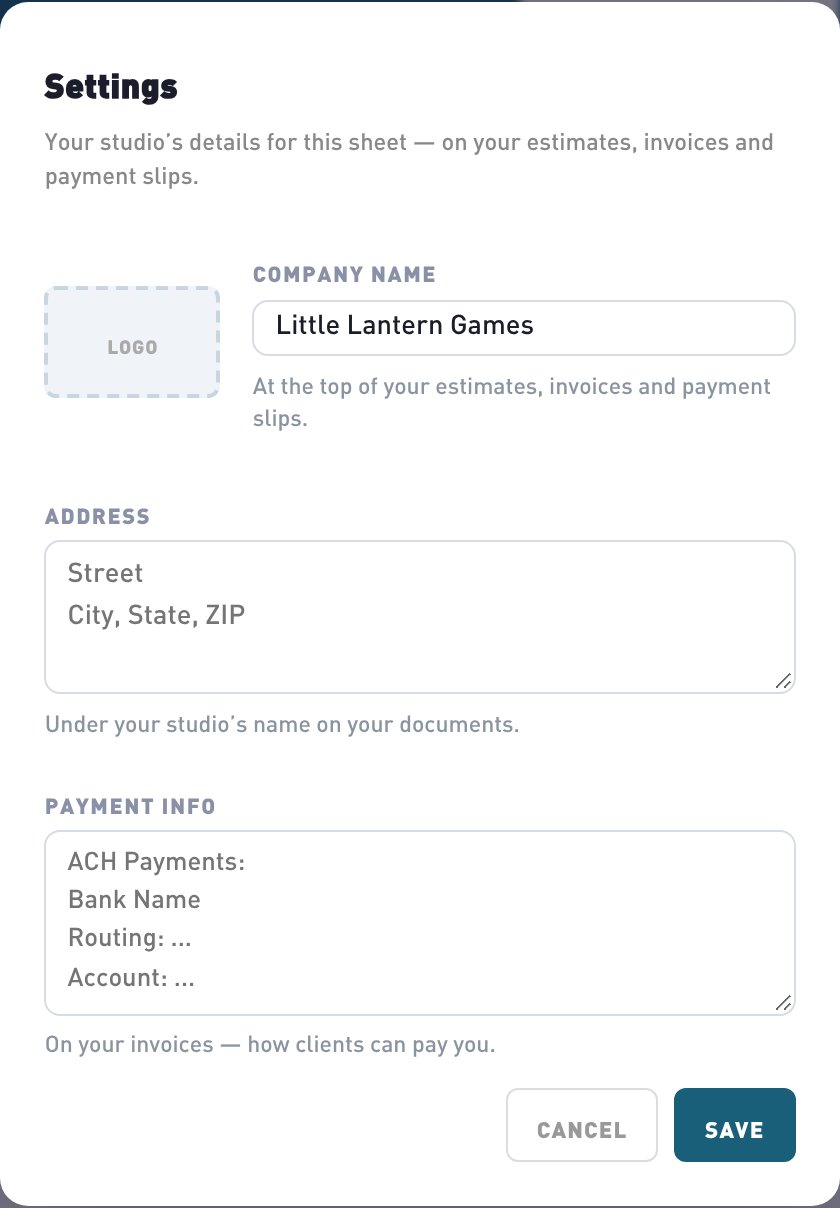 Settings
Your studio’s details for this sheet — on your estimates, invoices and
payment slips.
LOGO
COMPANY NAME
Little Lantern Games
At the top of your estimates, invoices and payment
slips.
ADDRESS
Street
City, State, ZIP
Under your studio’s name on your documents.
PAYMENT INFO
ACH Payments:
Bank Name
Routing: ...
Account: ...
On your invoices — how clients can pay you.
CANCEL
SAVE